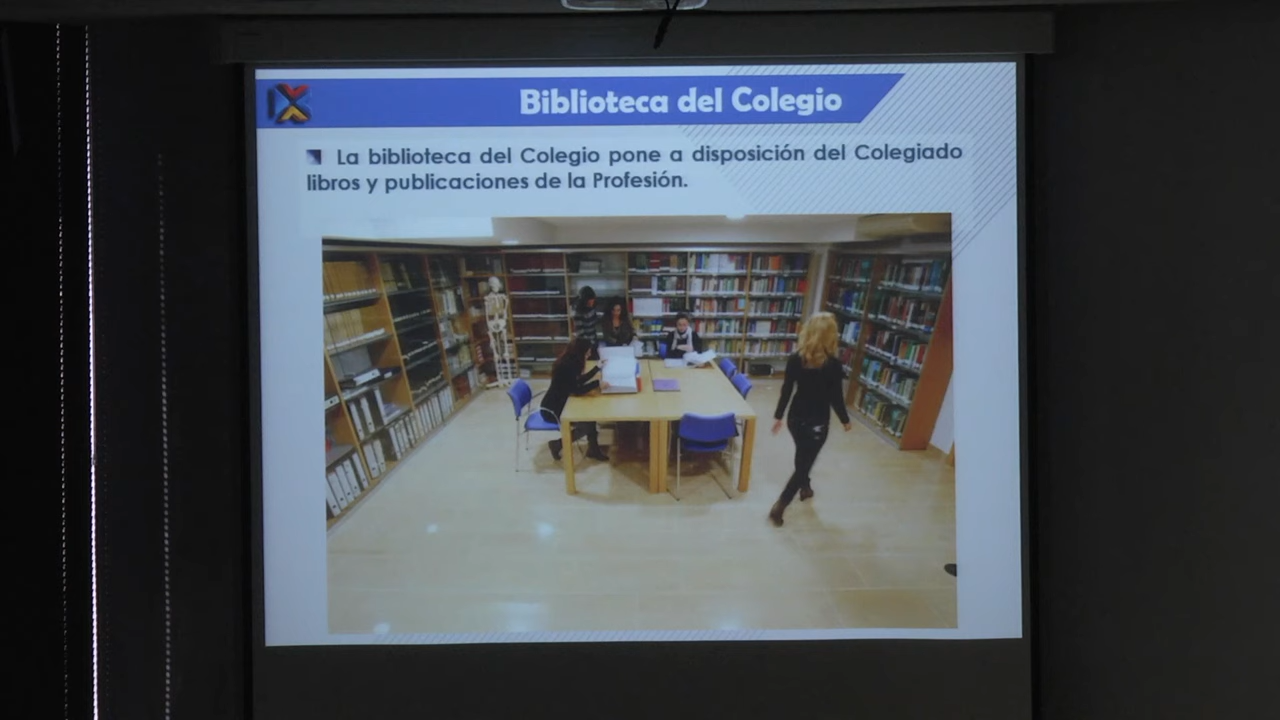 Biblioteca del Colegio
La biblioteca del Colegio pone a disposición del Colegiado
libros y publicaciones de la Profesión.